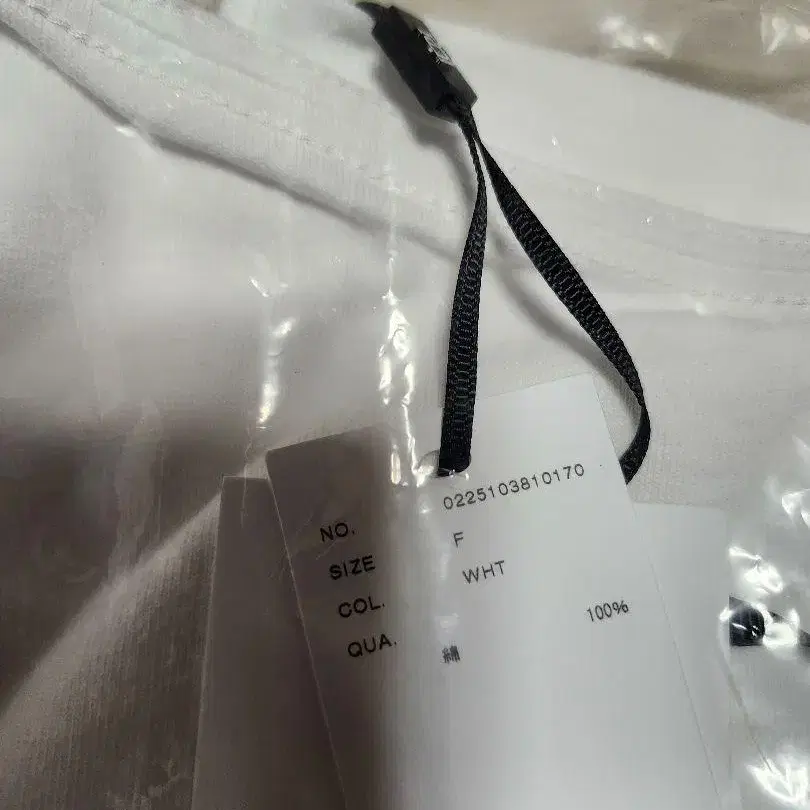 NO. 0225103810170
SIZE F
COL. WHT
QUA. 綿 100%